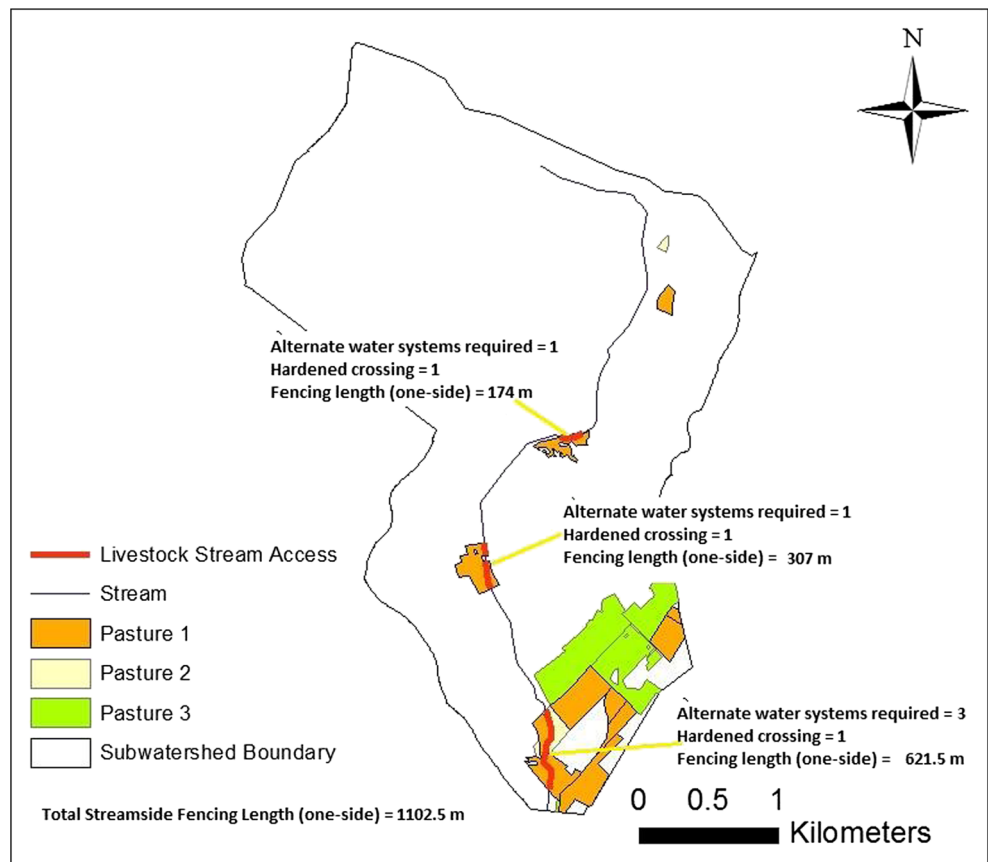 N
Alternate water systems required = 1
Hardened crossing = 1
Fencing length (one-side) = 174 m
Alternate water systems required = 1
Hardened crossing = 1
Fencing length (one-side) = 307 m
Livestock Stream Access
Stream
Pasture 1
Pasture 2
Pasture 3
Subwatershed Boundary
Alternate water systems required = 3
Hardened crossing = 1
Fencing length (one-side) = 621.5 m
Total Streamside Fencing Length (one-side) = 1102.5 m
0 0.5 1
Kilometers